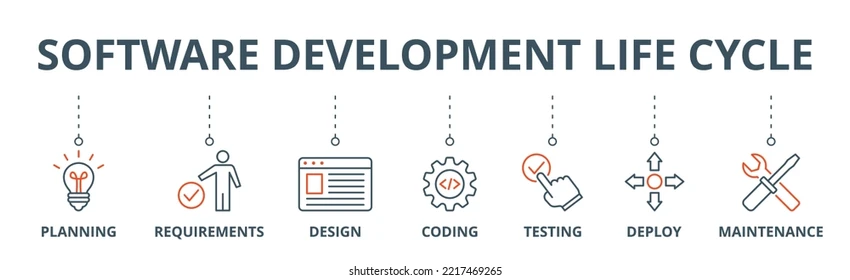 SOFTWARE DEVELOPMENT LIFE CYCLE
</>
PLANNING REQUIREMENTS DESIGN CODING TESTING DEPLOY MAINTENANCE
shutterstock.com · 2217469265